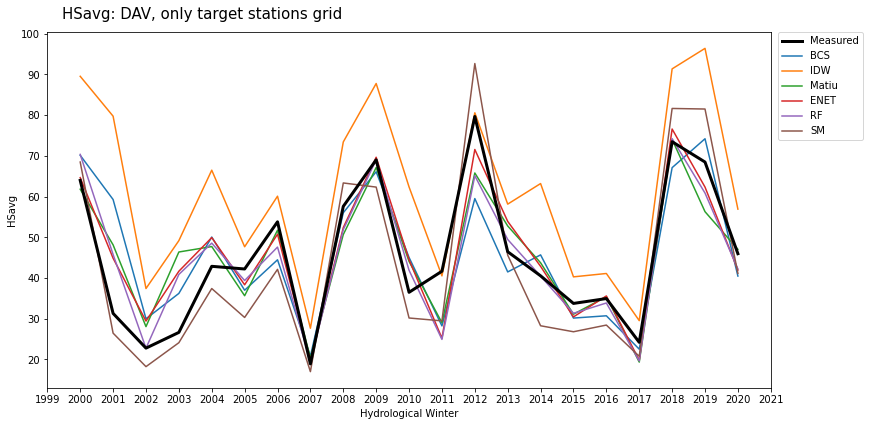 HSavg: DAV, only target stations grid
100
90
80
70
60
50
40
30
20
HSavg
1999 2000 2001 2002 2003 2004 2005 2006 2007 2008 2009 2010 2011 2012 2013 2014 2015 2016 2017 2018 2019 2020 2021
Hydrological Winter
Measured
BCS
IDW
Matiu
ENET
RF
SM